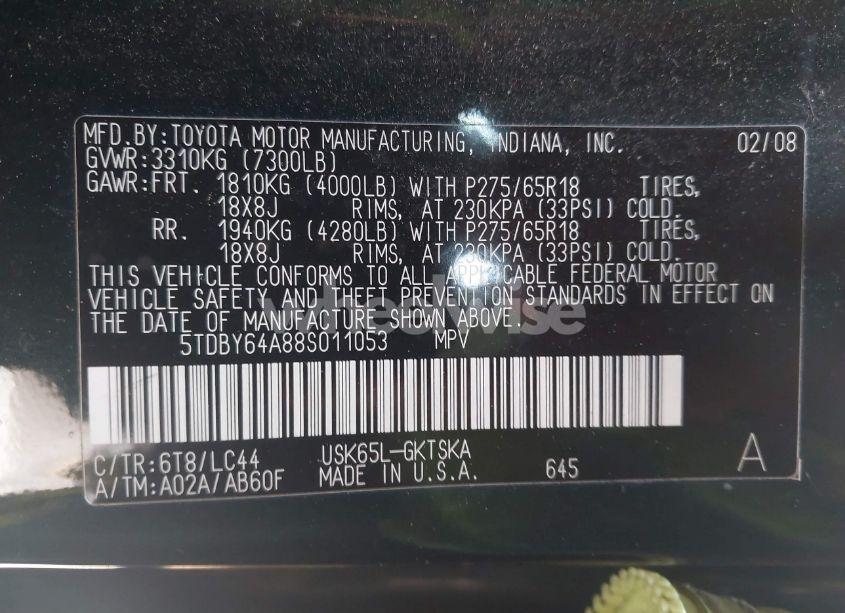 MFD.BY:TOYOTA MOTOR MANUFACTURING, INDIANA, INC. 02/08
GVWR:3310KG (7300LB)
GAWR:FRT. 1810KG (4000LB) WITH P275/65R18 TIRES,
18X8J RIMS, AT 230KPA (33PSI) COLD.
RR. 1940KG (4280LB) WITH P275/65R18 TIRES,
18X8J RIMS, AT 230KPA (33PSI) COLD.
THIS VEHICLE CONFORMS TO ALL APPLICABLE FEDERAL MOTOR
VEHICLE SAFETY AND THEFT PREVENTION STANDARDS IN EFFECT ON
THE DATE OF MANUFACTURE SHOWN ABOVE.
5TDBY64A88S011053 MPV
C/TR:6T8/LC44 USK65L-GKTSKA
A/TM:A02A/AB60F MADE IN U.S.A. 645 A